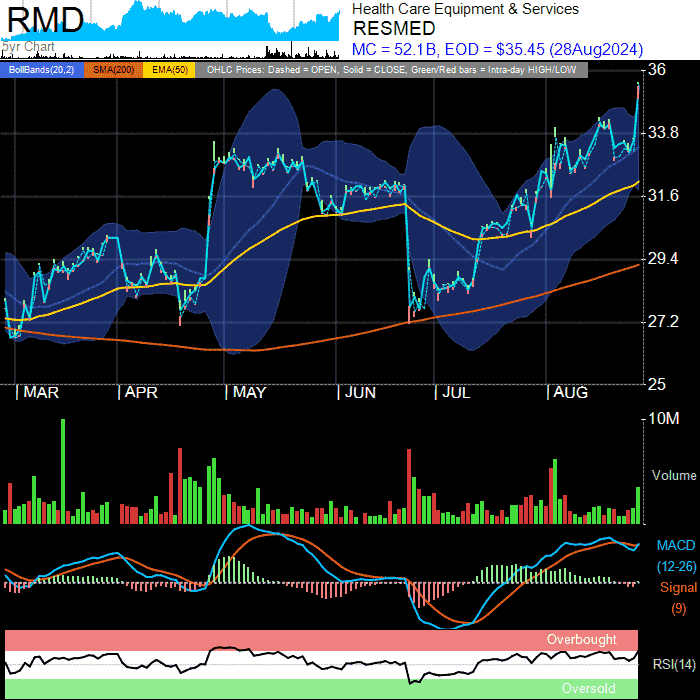 RMD
5yr Chart
Health Care Equipment & Services
RESMED
MC = 52.1B, EOD = $35.45 (28Aug2024)
BollBands(20,2) SMA(200) EMA(50) OHLC Prices: Dashed = OPEN, Solid = CLOSE, Green/Red bars = Intra-day HIGH/LOW
36
33.8
31.6
29.4
27.2
25
MAR APR MAY JUN JUL AUG
10M
Volume
MACD
(12-26)
Signal
(9)
Overbought
RSI(14)
Oversold